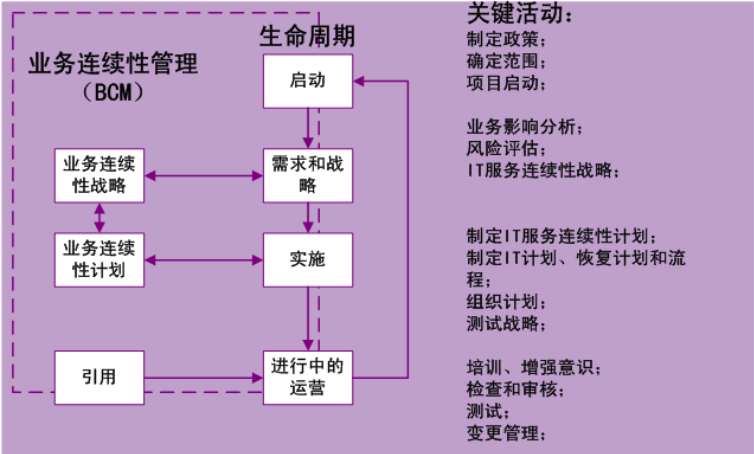 关键活动：
生命周期
制定政策；
确定范围；
项目启动；
业务连续性管理
（BCM）
启动
业务影响分析；
风险评估；
IT服务连续性战略；
业务连续
性战略
需求和战
略
制定IT服务连续性计划；
制定IT计划、恢复计划和流
程；
组织计划；
测试战略；
业务连续
性计划
实施
引用
进行中的
运营
培训、增强意识；
检查和审核；
测试；
变更管理；